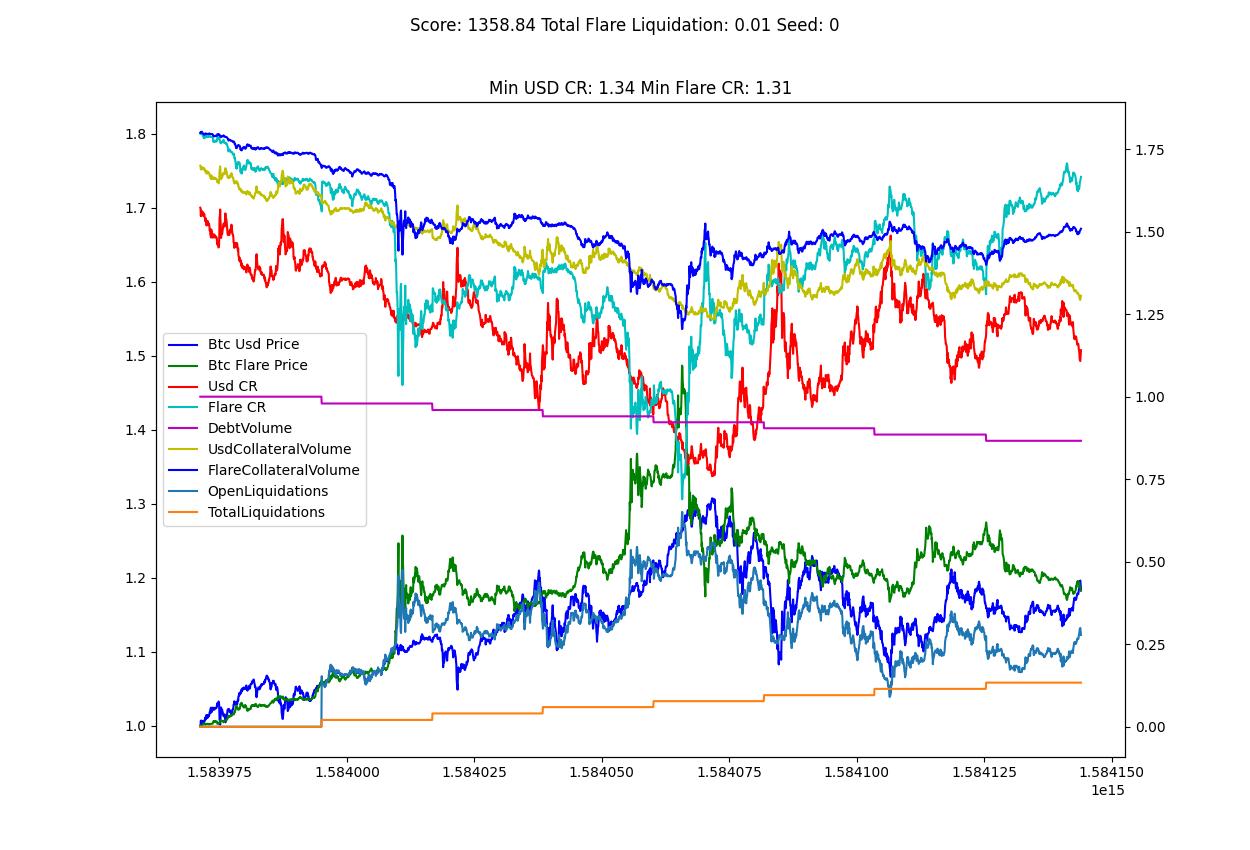 Score: 1358.84 Total Flare Liquidation: 0.01 Seed: 0
Min USD CR: 1.34 Min Flare CR: 1.31
1.8
1.7
1.6
1.5
1.4
1.3
1.2
1.1
1.0
Btc Usd Price
Btc Flare Price
Usd CR
Flare CR
DebtVolume
UsdCollateralVolume
FlareCollateralVolume
OpenLiquidations
TotalLiquidations
1.75
1.50
1.25
1.00
0.75
0.50
0.25
0.00
1.583975 1.584000 1.584025 1.584050 1.584075 1.584100 1.584125 1.584150
1e15